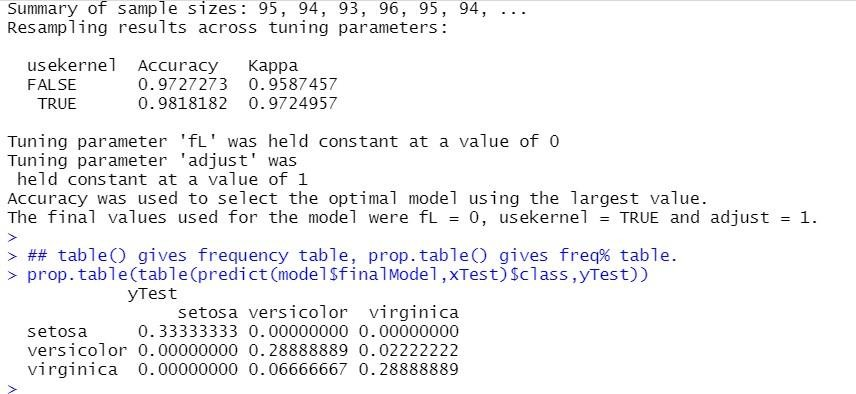 Summary of sample sizes: 95, 94, 93, 96, 95, 94, ...
Resampling results across tuning parameters:

  usekernel  Accuracy   Kappa
  FALSE      0.9727273  0.9587457
   TRUE      0.9818182  0.9724957

Tuning parameter 'fL' was held constant at a value of 0
Tuning parameter 'adjust' was
 held constant at a value of 1
Accuracy was used to select the optimal model using the largest value.
The final values used for the model were fL = 0, usekernel = TRUE and adjust = 1.
>
> ## table() gives frequency table, prop.table() gives freq% table.
> prop.table(table(predict(model$finalModel,xTest)$class,yTest))
            yTest
                 setosa versicolor  virginica
  setosa     0.33333333 0.00000000 0.00000000
  versicolor 0.00000000 0.28888889 0.02222222
  virginica  0.00000000 0.06666667 0.28888889
>